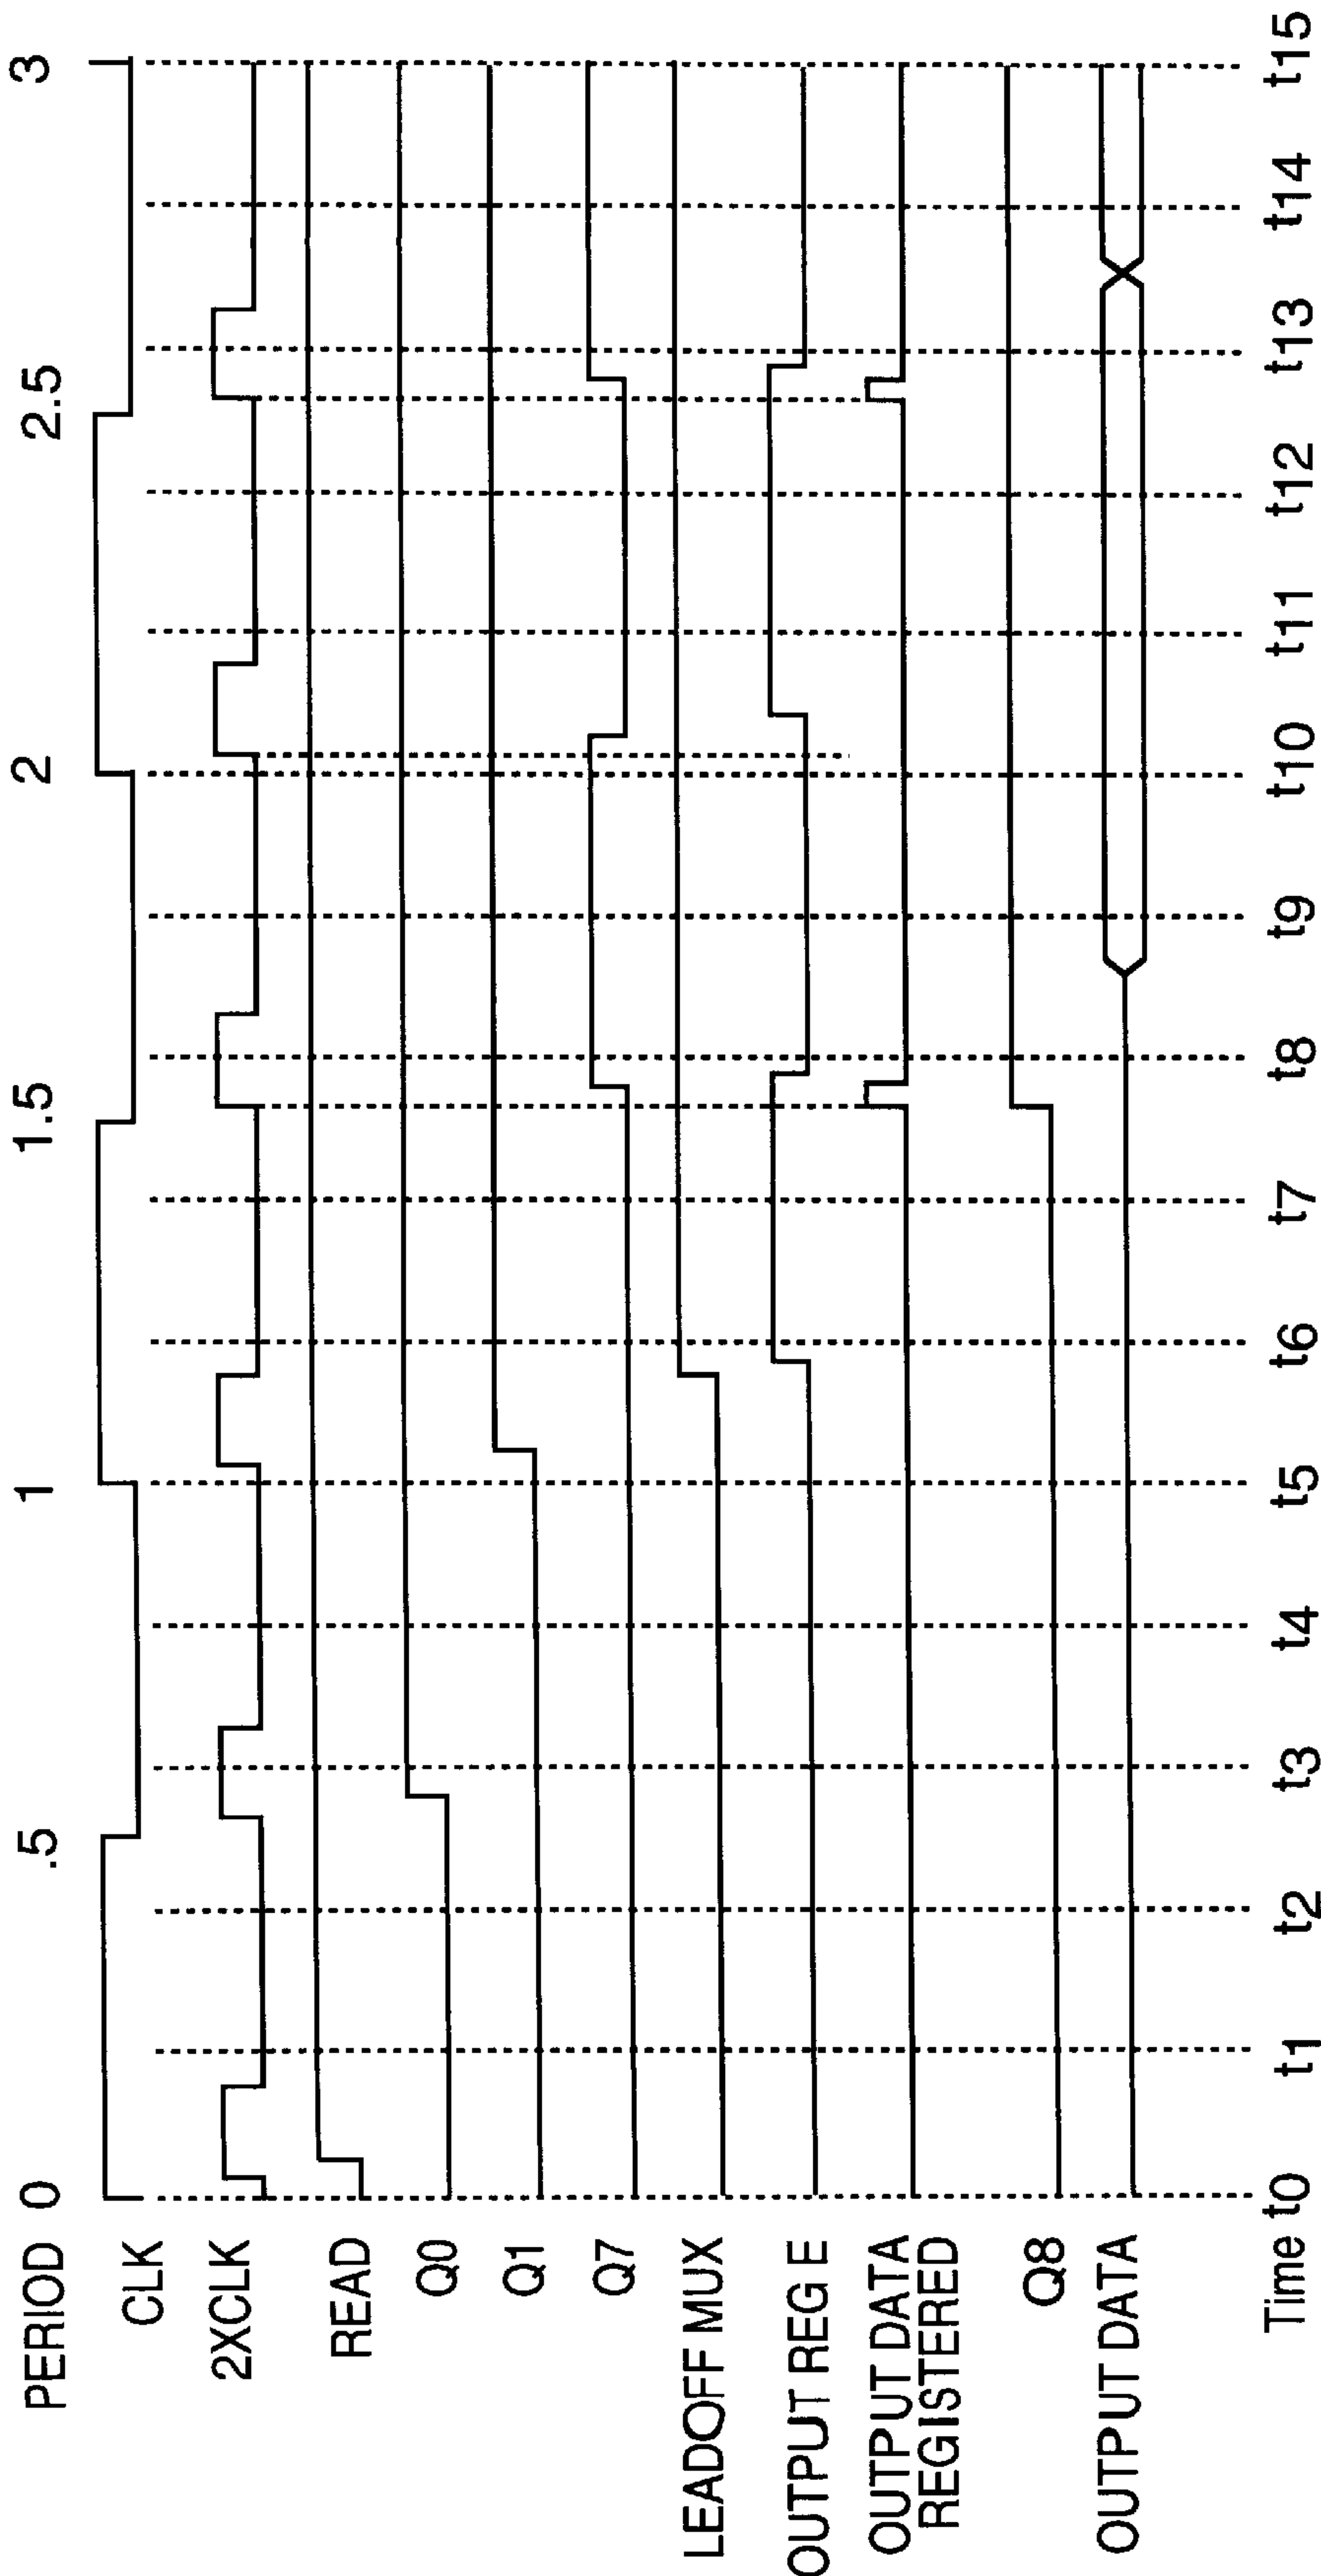 PERIOD 0 .5 1 1.5 2 2.5 3
CLK
2XCLK
READ
Q0
Q1
Q7
LEADOFF MUX
OUTPUT REG E
OUTPUT DATA
REGISTERED
Q8
OUTPUT DATA
Time t0 t1 t2 t3 t4 t5 t6 t7 t8 t9 t10 t11 t12 t13 t14 t15